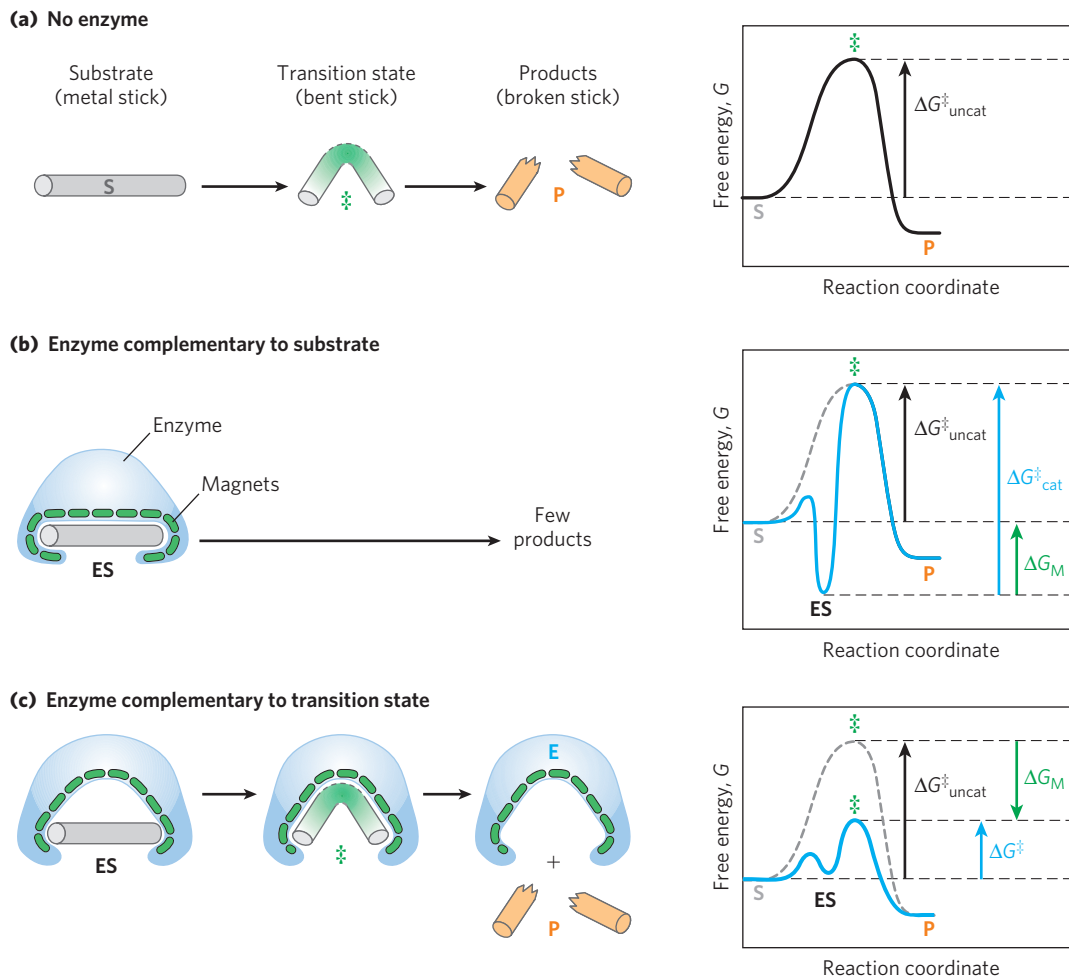 (a) No enzyme
Substrate
(metal stick)
Transition state
(bent stick)
Products
(broken stick)
S
‡
P
Free energy, G
‡
ΔG‡uncat
S
P
Reaction coordinate
(b) Enzyme complementary to substrate
Enzyme
Magnets
ES
Few
products
Free energy, G
‡
ΔG‡uncat
ΔG‡cat
ΔGM
S
ES
P
Reaction coordinate
(c) Enzyme complementary to transition state
ES
‡
E
+
P
Free energy, G
‡
‡
ΔG‡uncat
ΔGM
ΔG‡
S
ES
P
Reaction coordinate